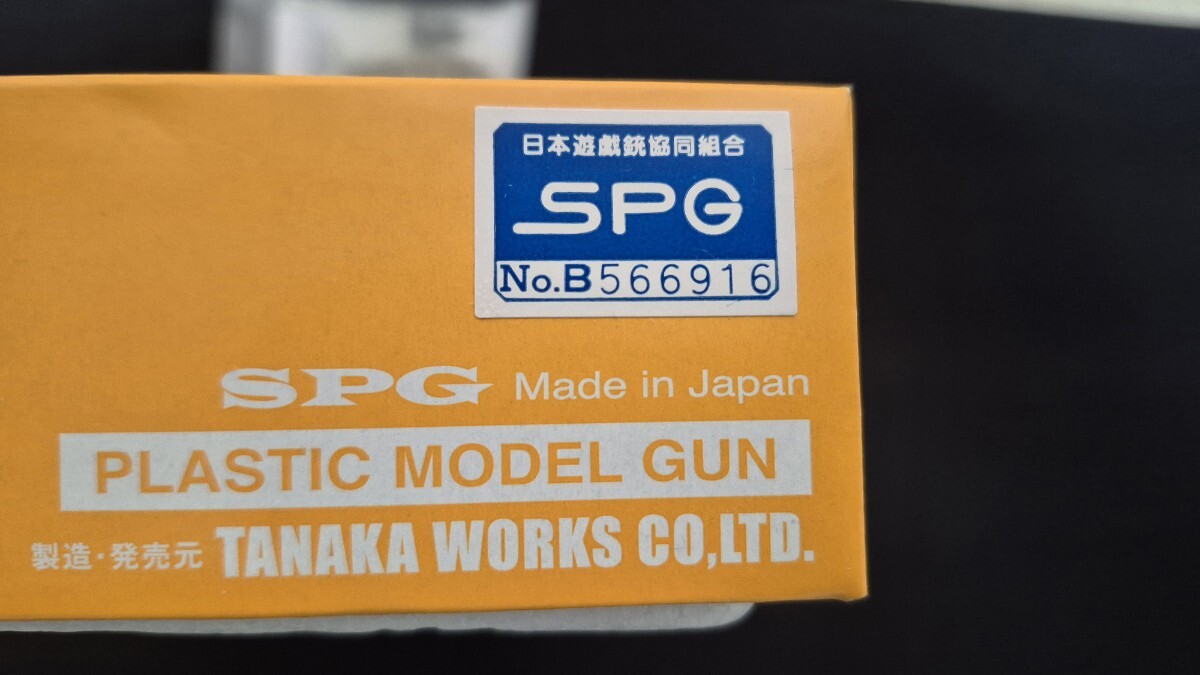 日本遊戯銃協同組合
SPG
No.B566916
SPG Made in Japan
PLASTIC MODEL GUN
製造・発売元 TANAKA WORKS CO,LTD.